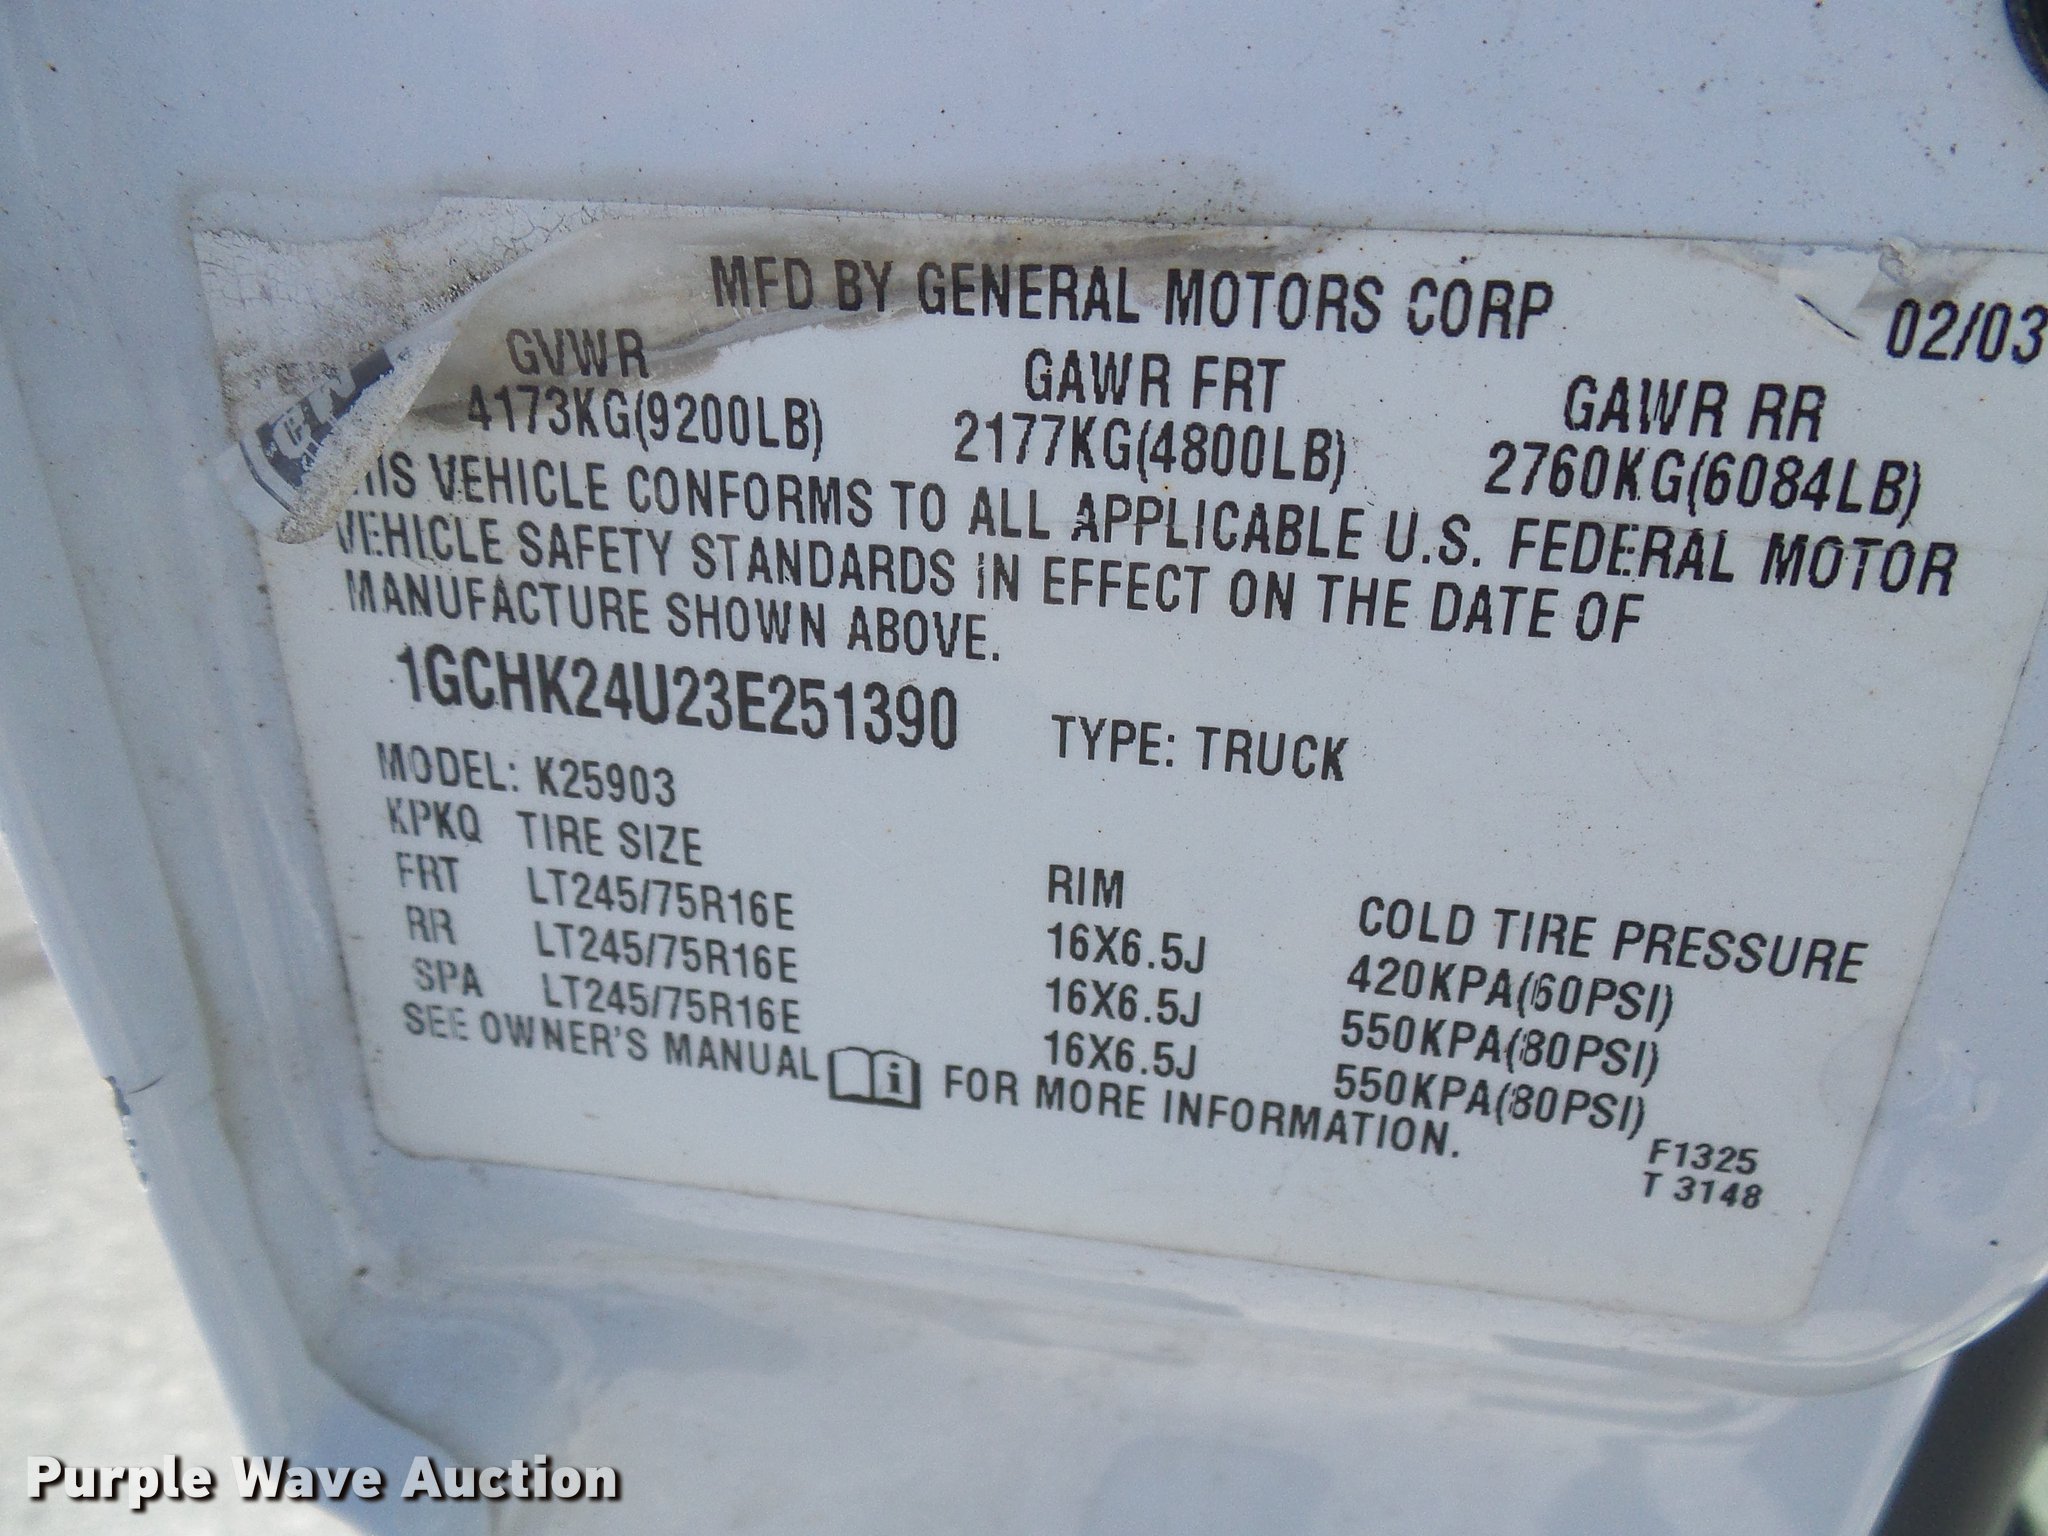 MFD BY GENERAL MOTORS CORP 02/03
GVWR GAWR FRT GAWR RR
4173KG(9200LB) 2177KG(4800LB) 2760KG(6084LB)
VEHICLE CONFORMS TO ALL APPLICABLE U.S. FEDERAL MOTOR
VEHICLE SAFETY STANDARDS IN EFFECT ON THE DATE OF
MANUFACTURE SHOWN ABOVE.
1GCHK24U23E251390 TYPE: TRUCK
MODEL: K25903
KPKQ TIRE SIZE RIM COLD TIRE PRESSURE
FRT LT245/75R16E 16X6.5J 420KPA(60PSI)
RR LT245/75R16E 16X6.5J 550KPA(80PSI)
SPA LT245/75R16E 16X6.5J 550KPA(80PSI)
SEE OWNER'S MANUAL i FOR MORE INFORMATION.
F1325
T 3148
Purple Wave Auction